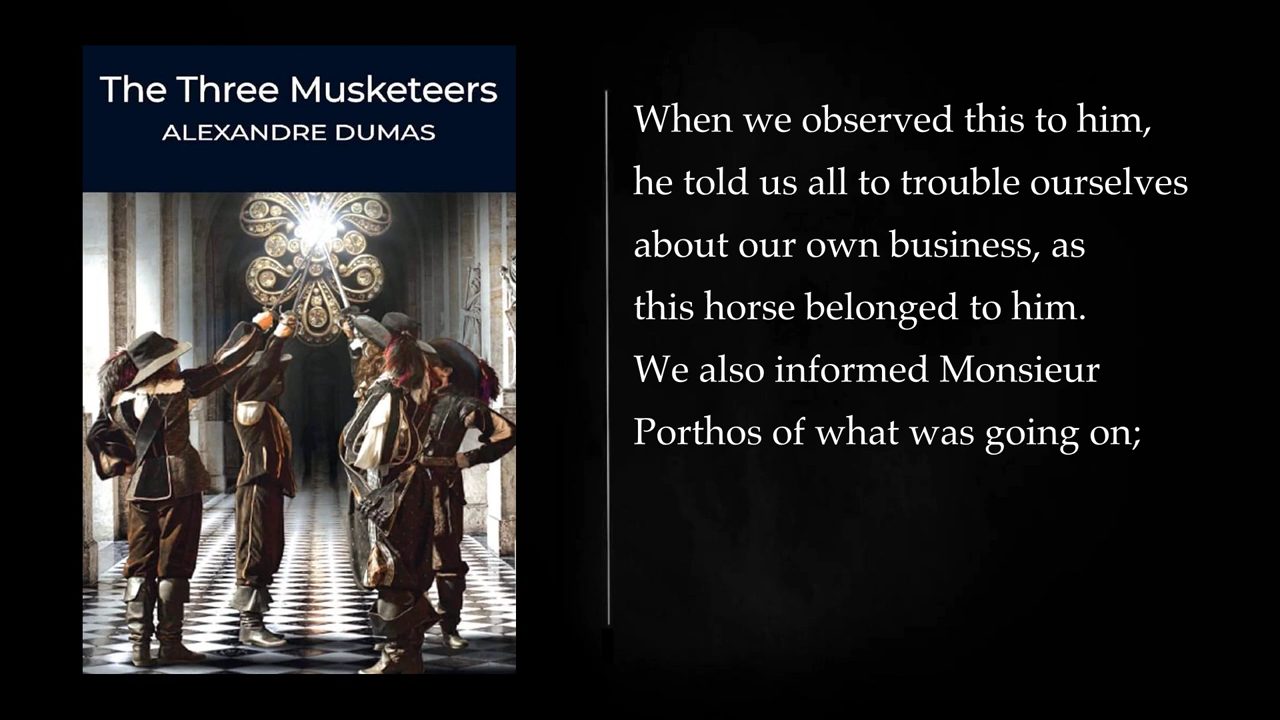 The Three Musketeers
ALEXANDRE DUMAS
When we observed this to him,
he told us all to trouble ourselves
about our own business, as
this horse belonged to him.
We also informed Monsieur
Porthos of what was going on;